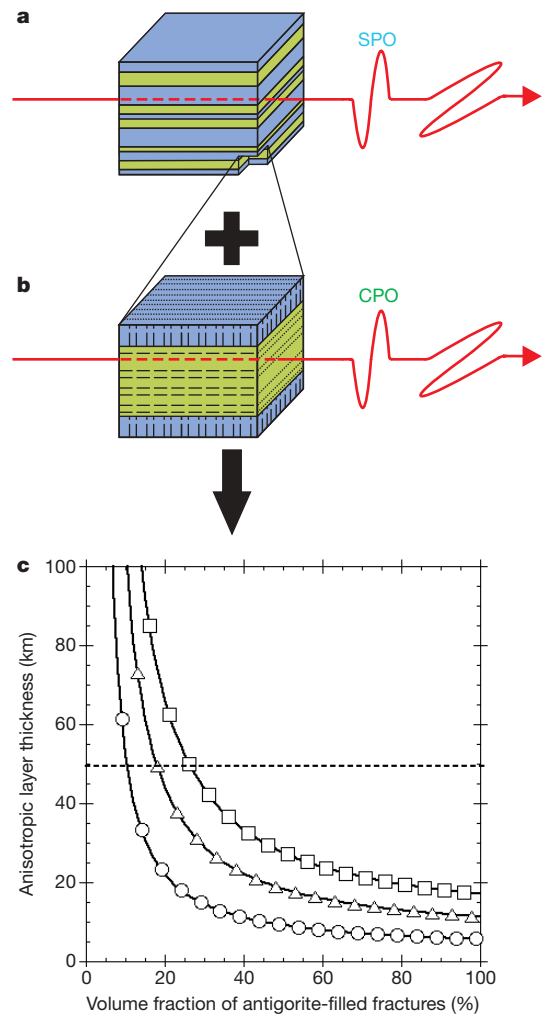 a
SPO
b
CPO
c
100
80
60
40
20
0
Anisotropic layer thickness (km)
0 20 40 60 80 100
Volume fraction of antigorite-filled fractures (%)